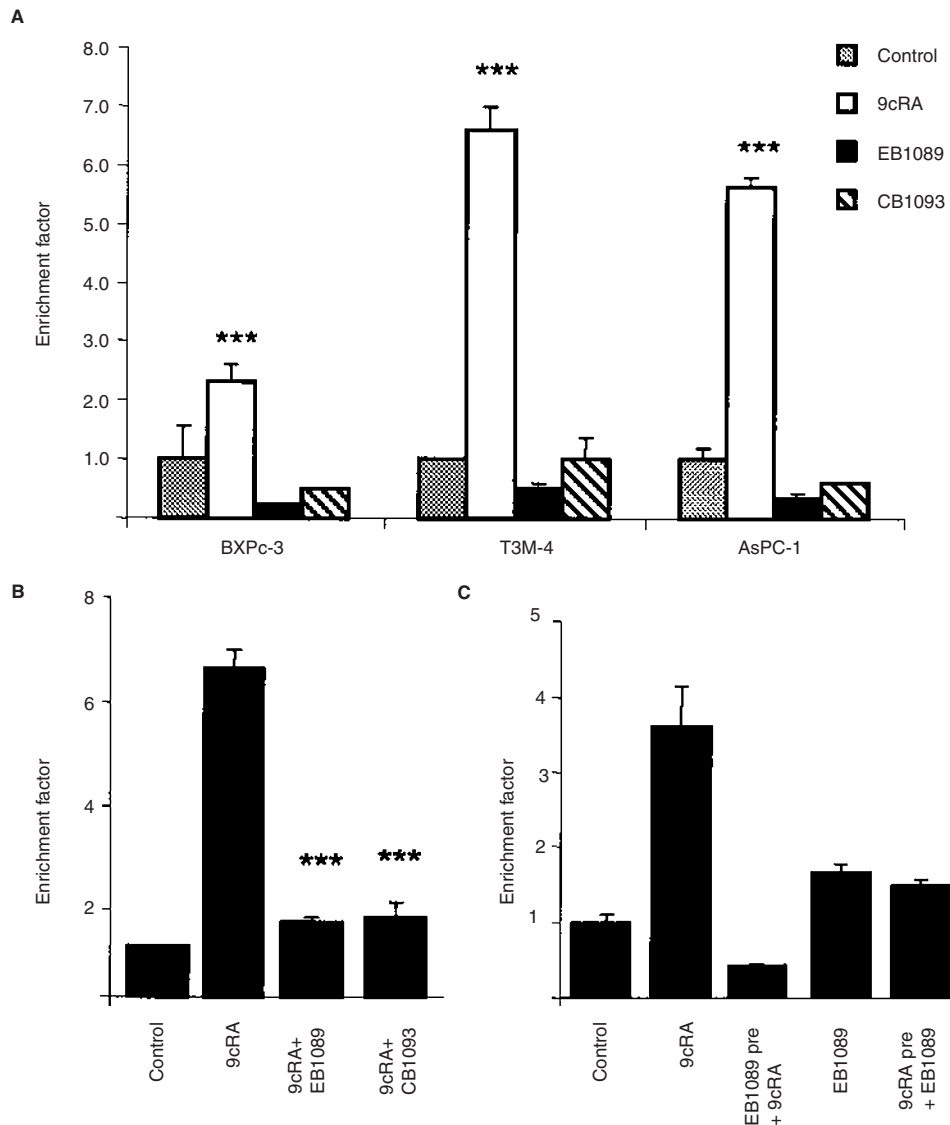 A
8.0
7.0
6.0
5.0
4.0
3.0
2.0
1.0
Enrichment factor
***
***
***
Control
9cRA
EB1089
CB1093
BXPc-3
T3M-4
AsPC-1
B
8
6
4
2
Enrichment factor
***
***
Control
9cRA
9cRA+
EB1089
9cRA+
CB1093
C
5
4
3
2
1
Enrichment factor
Control
9cRA
EB1089 pre
+ 9cRA
EB1089
9cRA pre
+ EB1089